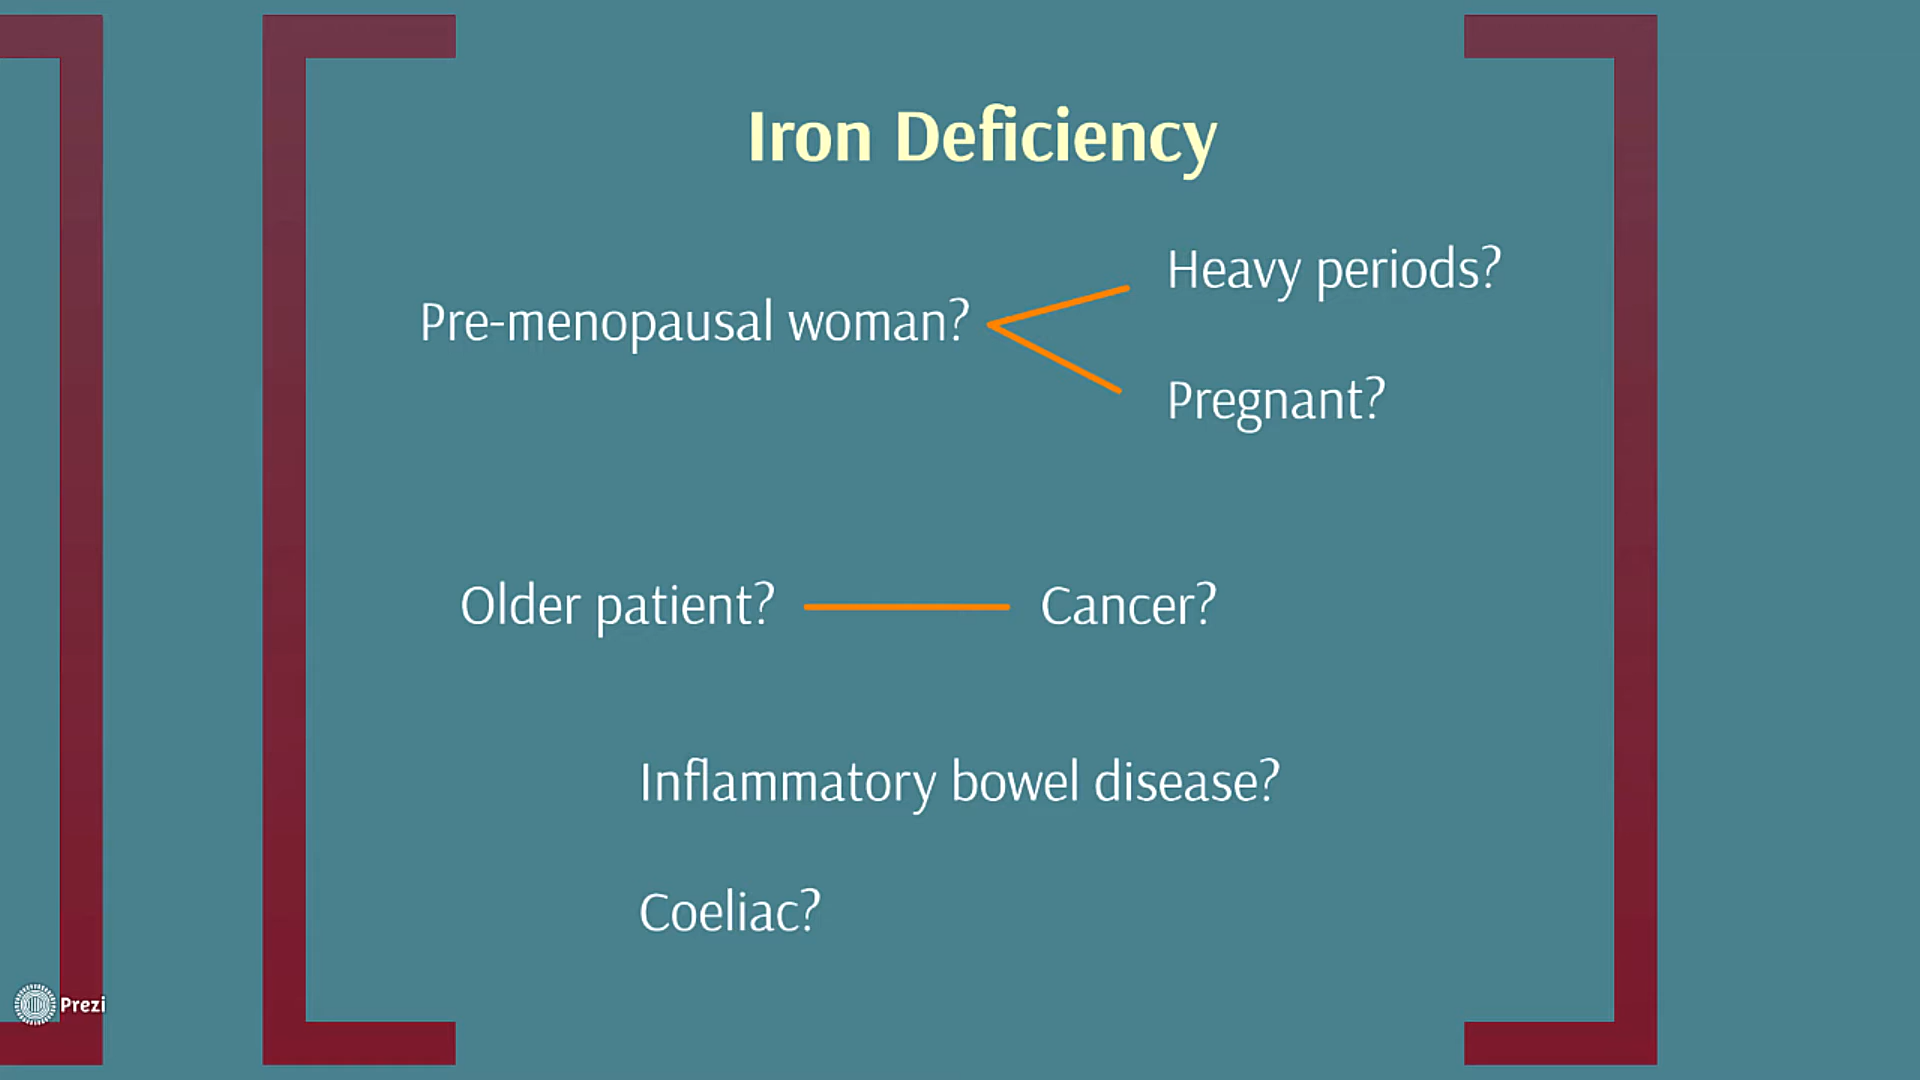 Iron Deficiency
Heavy periods?
Pre-menopausal woman?
Pregnant?
Older patient? Cancer?
Inflammatory bowel disease?
Coeliac?
Prezi